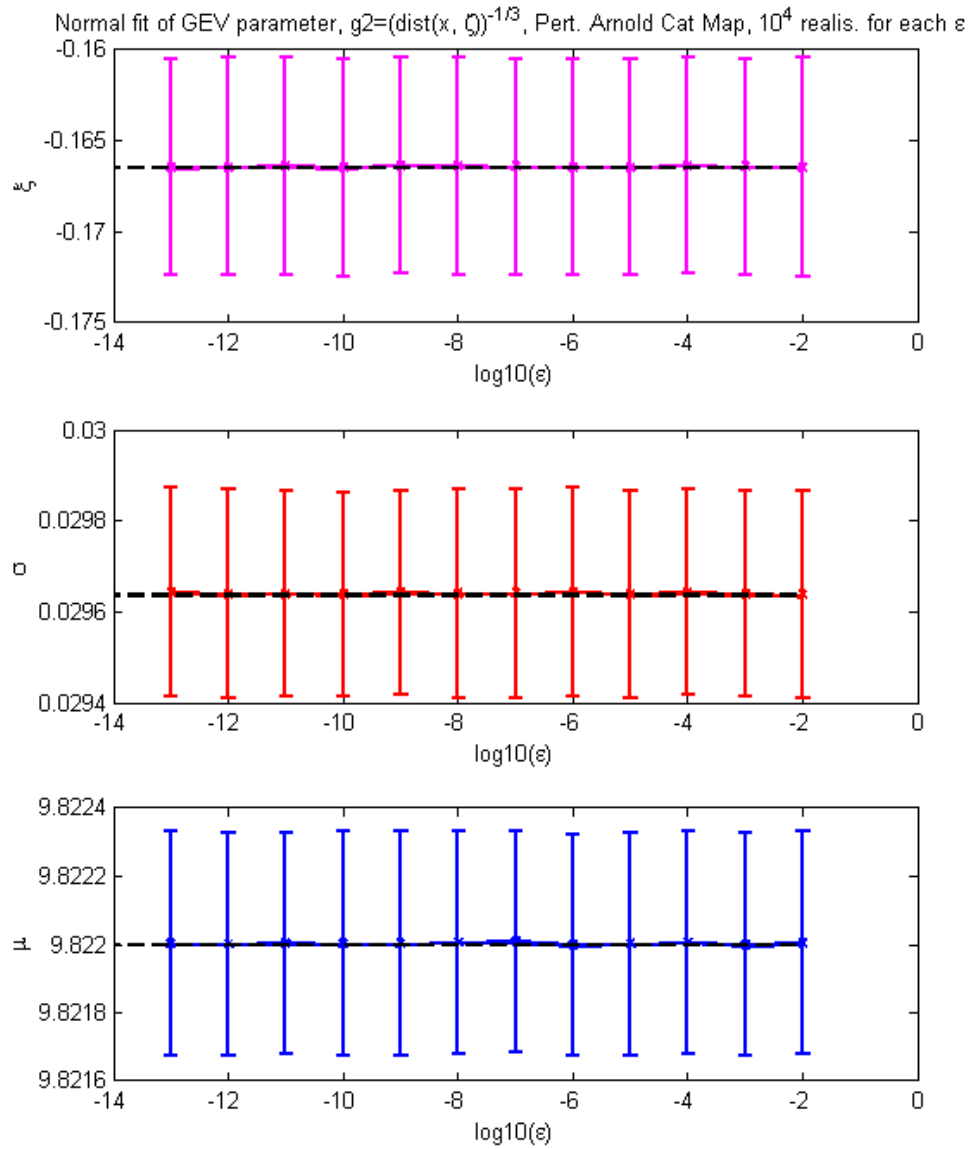 Normal fit of GEV parameter, g2=(dist(x, ζ))^-1/3, Pert. Arnold Cat Map, 10^4 realis. for each ε
-0.16
-0.165
-0.17
-0.175
ξ
-14 -12 -10 -8 -6 -4 -2 0
log10(ε)
0.03
0.0298
0.0296
0.0294
σ
-14 -12 -10 -8 -6 -4 -2 0
log10(ε)
9.8224
9.8222
9.822
9.8218
9.8216
μ
-14 -12 -10 -8 -6 -4 -2 0
log10(ε)